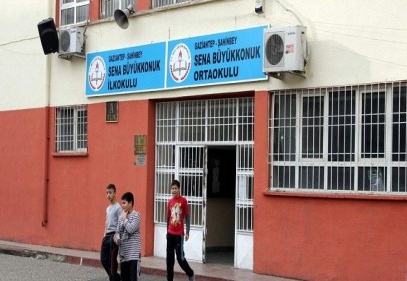 GAZİANTEP - ŞAHİNBEY
SENA BÜYÜKKONUK
İLKOKULU
GAZİANTEP - ŞAHİNBEY
SENA BÜYÜKKONUK
ORTAOKULU